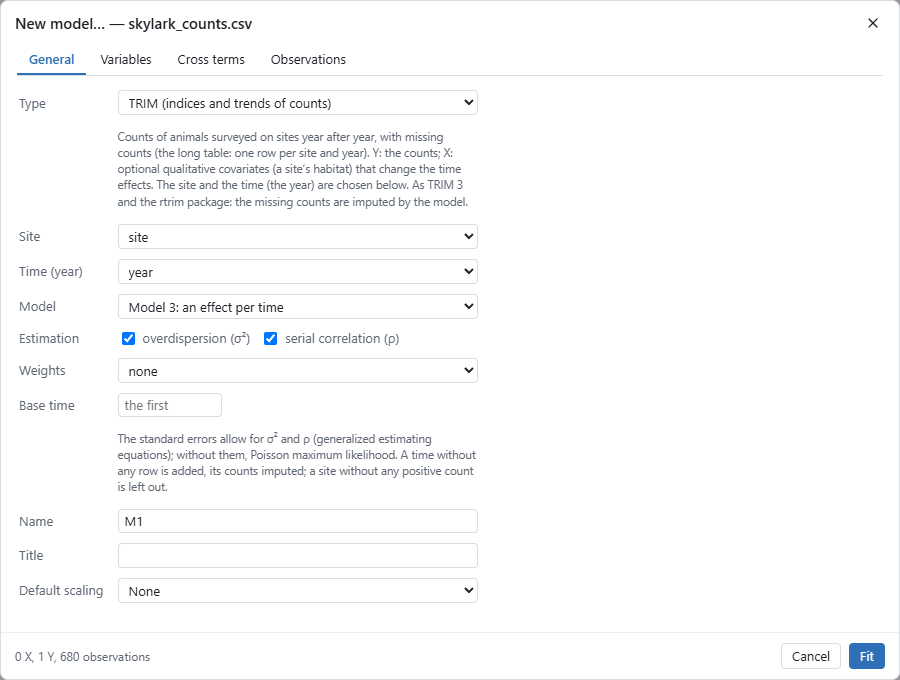 New model... — skylark_counts.csv
General Variables Cross terms Observations
Type TRIM (indices and trends of counts)
Counts of animals surveyed on sites year after year, with missing
counts (the long table: one row per site and year). Y: the counts; X:
optional qualitative covariates (a site's habitat) that change the time
effects. The site and the time (the year) are chosen below. As TRIM 3
and the rtrim package: the missing counts are imputed by the model.
Site site
Time (year) year
Model Model 3: an effect per time
Estimation overdispersion (σ²) serial correlation (ρ)
Weights none
Base time the first
The standard errors allow for σ² and ρ (generalized estimating
equations); without them, Poisson maximum likelihood. A time without
any row is added, its counts imputed; a site without any positive count
is left out.
Name M1
Title
Default scaling None
0 X, 1 Y, 680 observations Cancel Fit